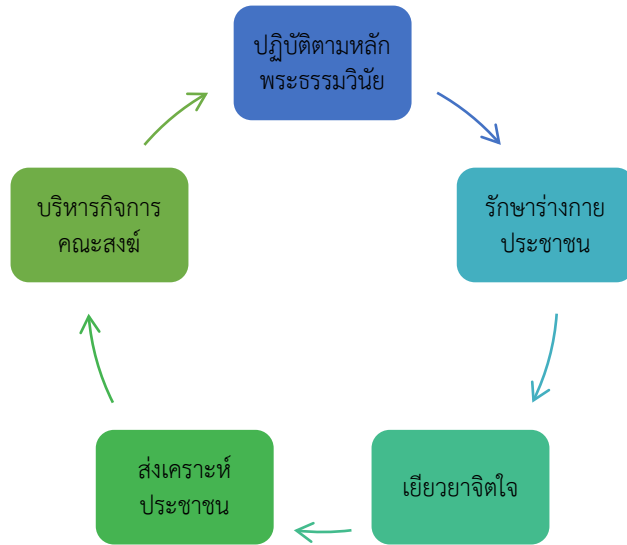 ปฏิบัติตามหลัก
พระธรรมวินัย
รักษาร่างกาย
ประชาชน
เยียวยาจิตใจ
ส่งเคราะห์
ประชาชน
บริหารกิจการ
คณะสงฆ์